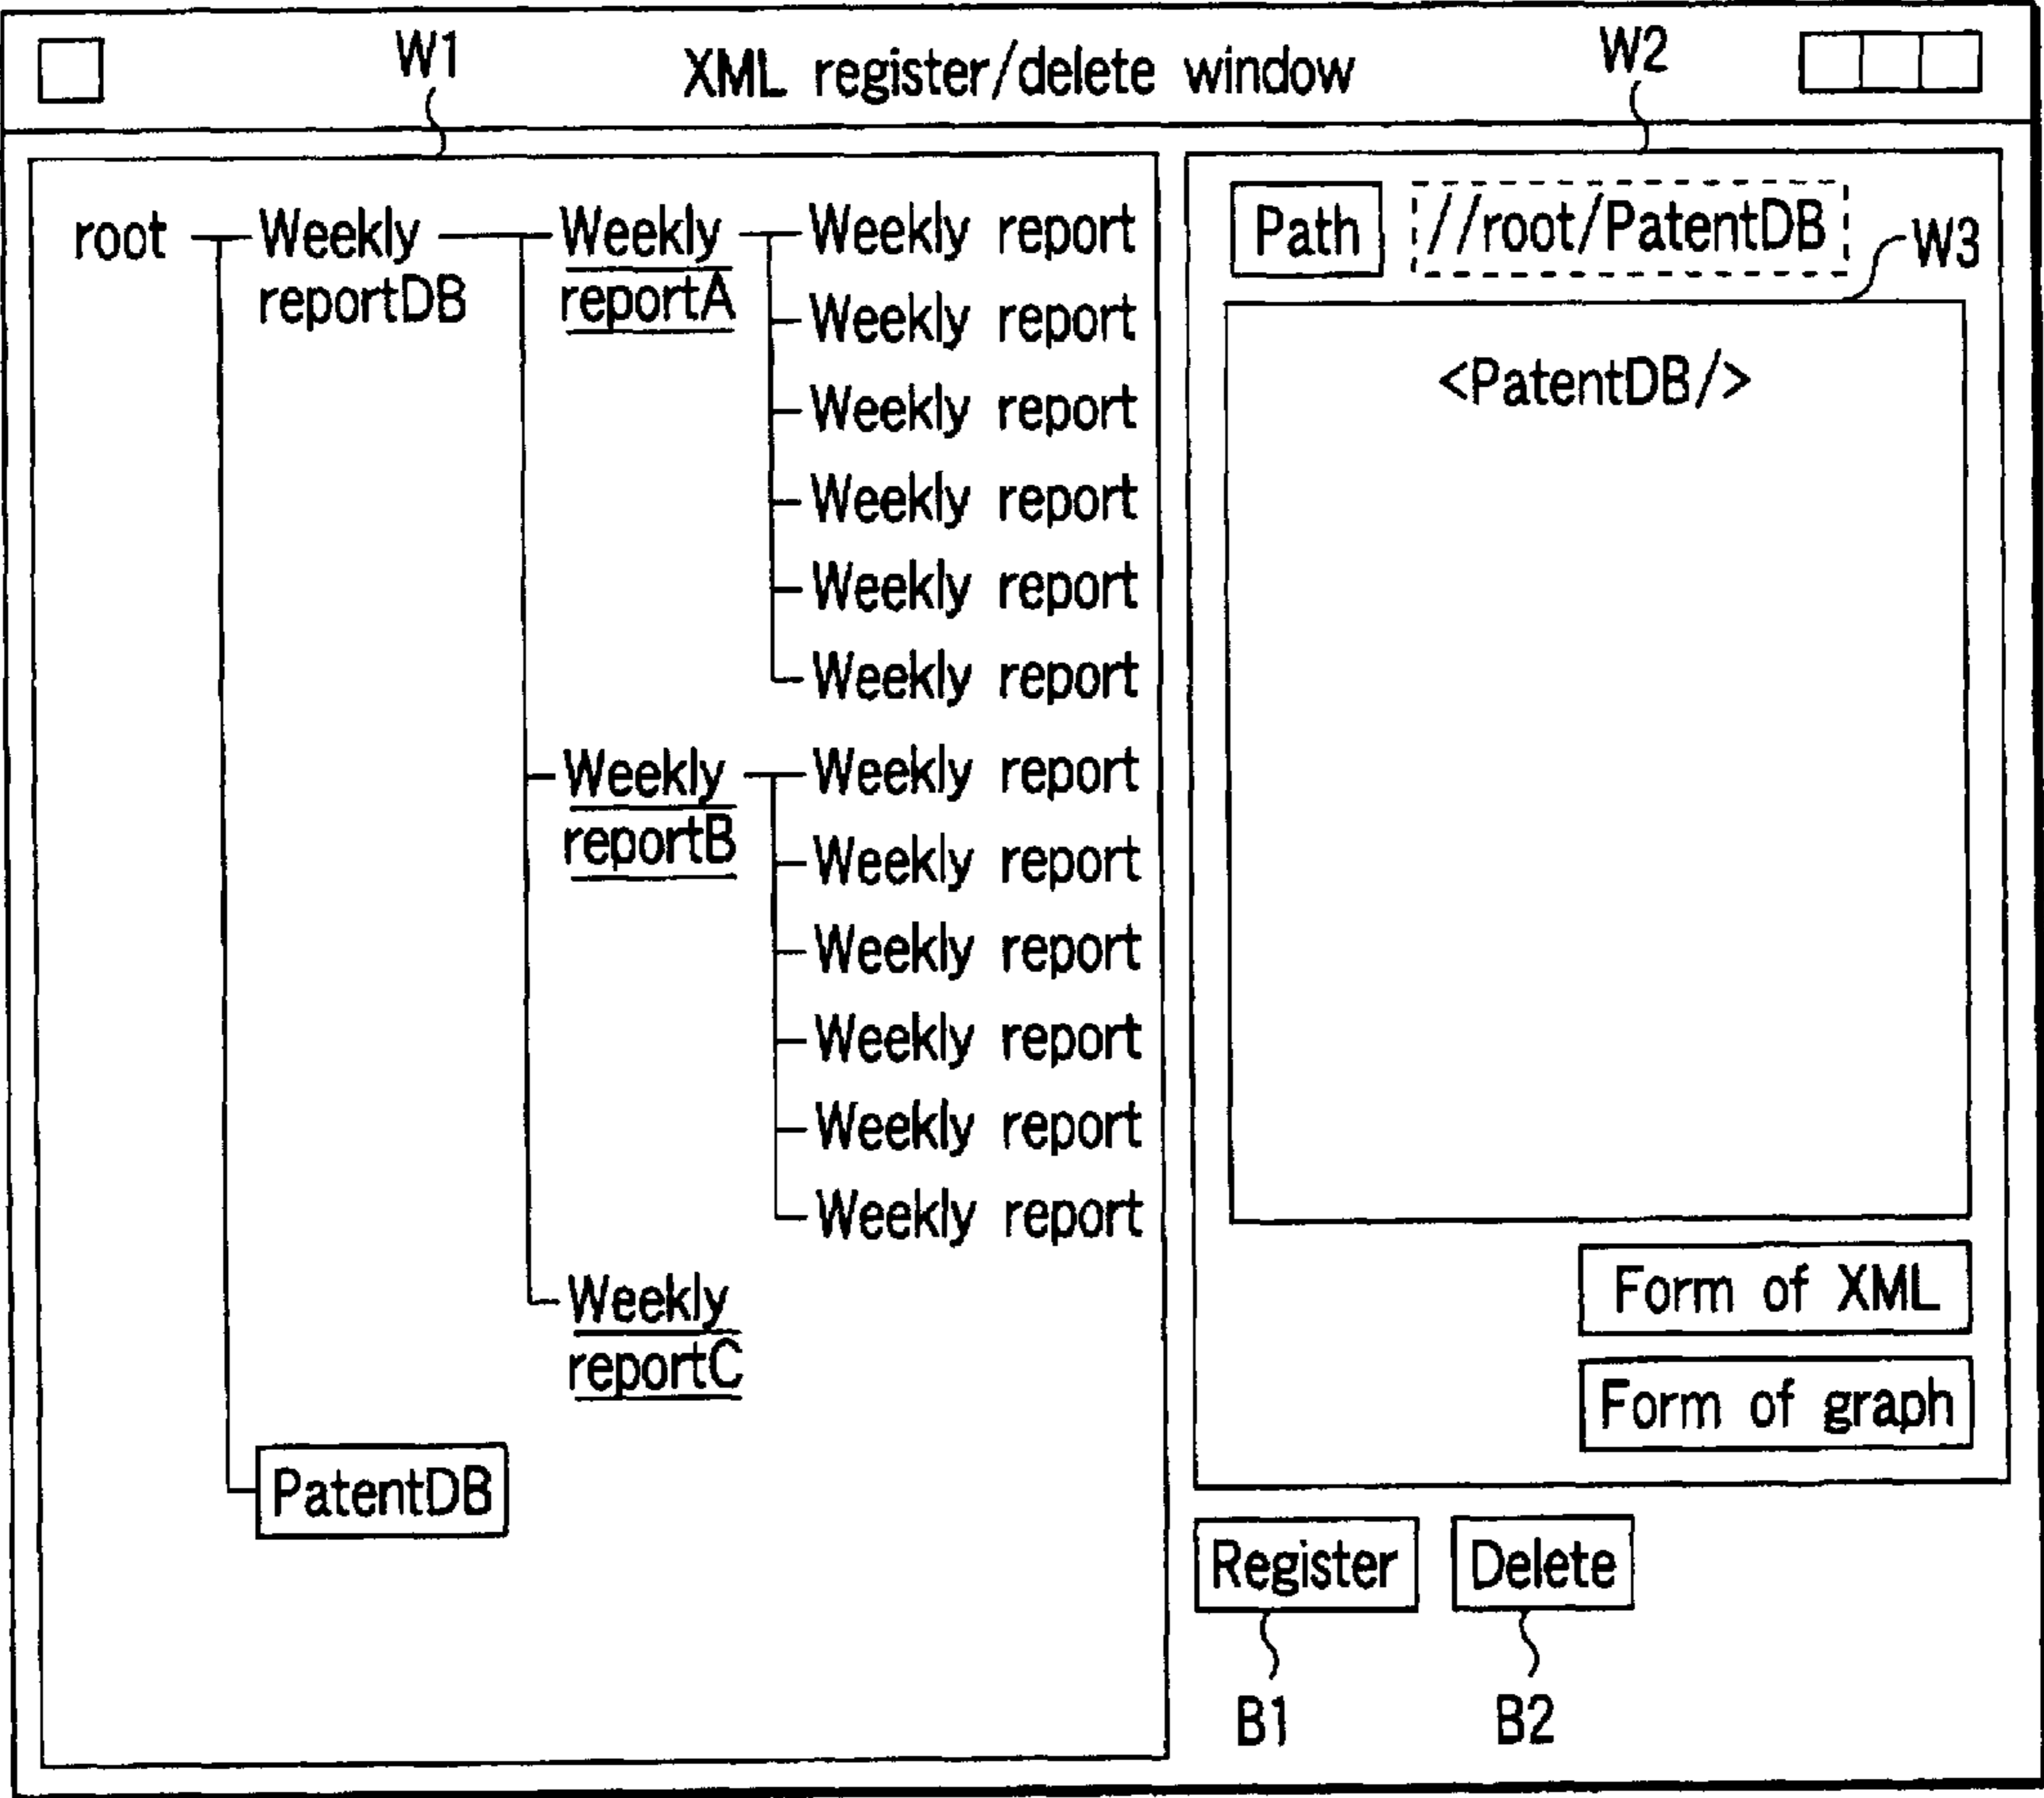 W1
XML register/delete window
W2
root
Weekly
reportDB
Weekly
reportA
Weekly report
Weekly report
Weekly report
Weekly report
Weekly report
Weekly report
Weekly
reportB
Weekly report
Weekly report
Weekly report
Weekly report
Weekly report
Weekly report
Weekly
reportC
PatentDB
Path
//root/PatentDB
W3
<PatentDB/>
Form of XML
Form of graph
Register
Delete
B1
B2